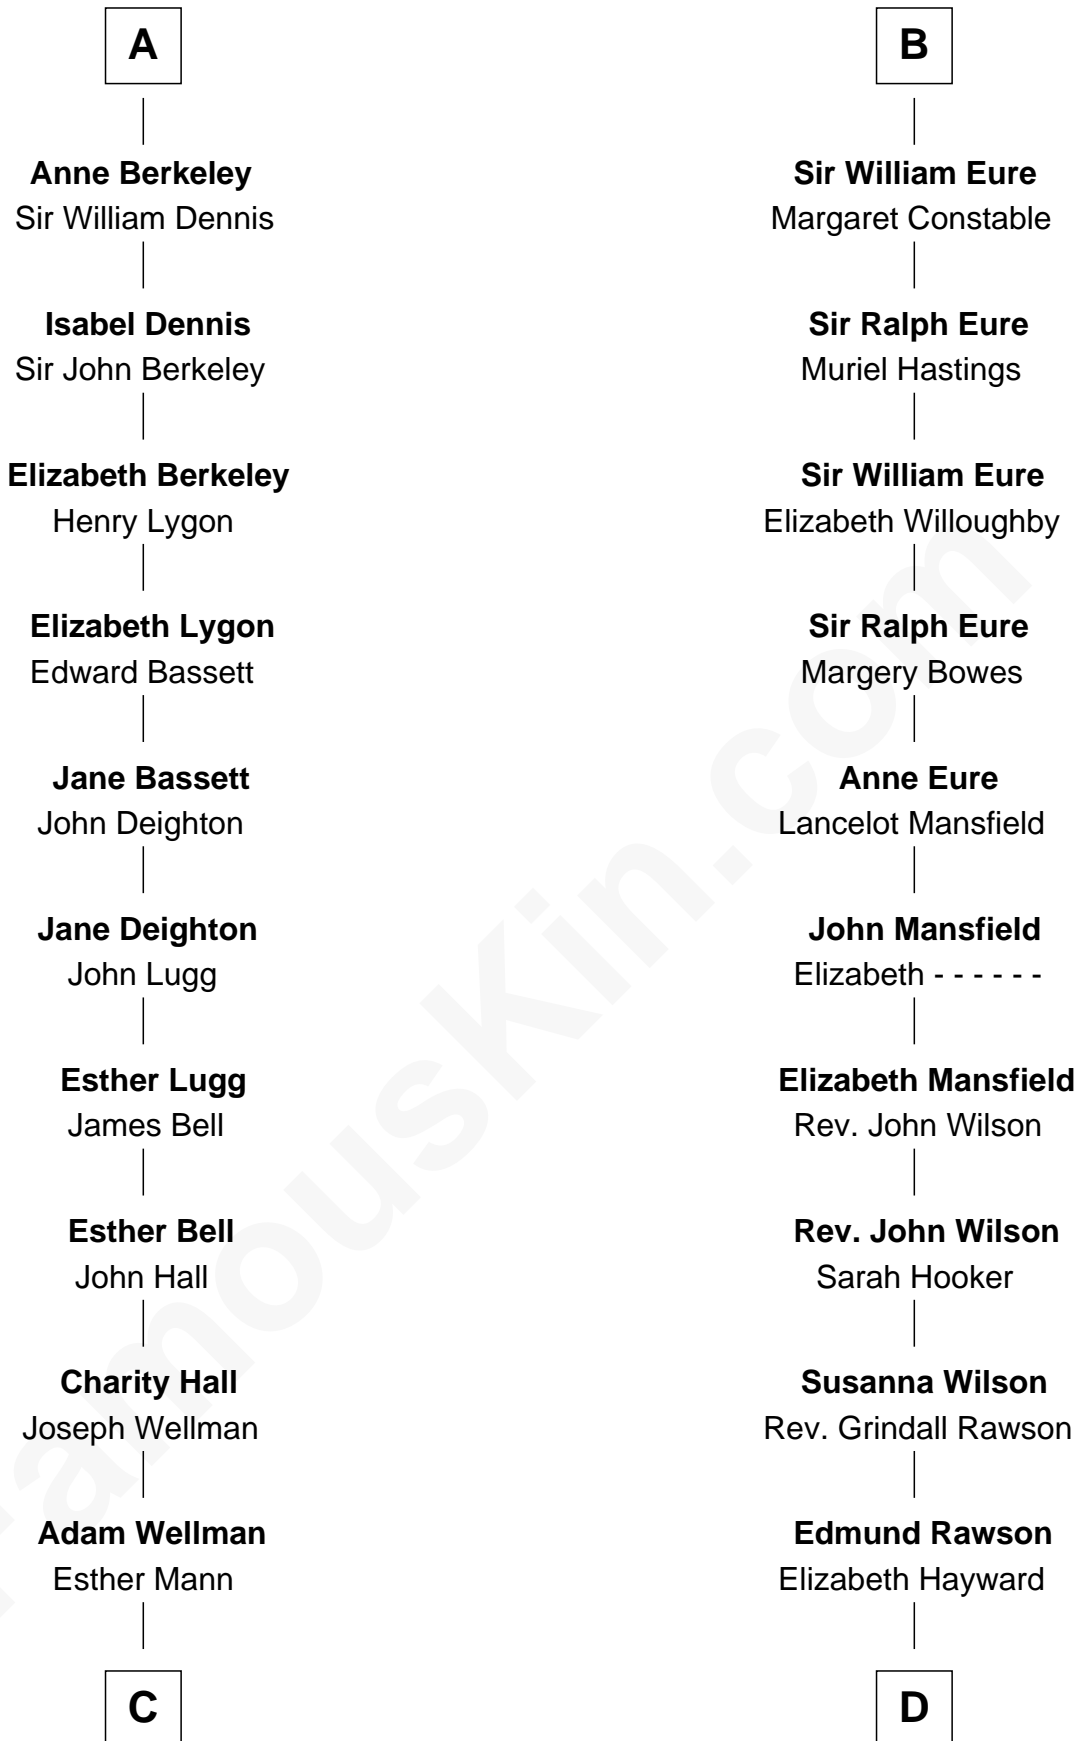 A
Anne Berkeley
Sir William Dennis
Isabel Dennis
Sir John Berkeley
Elizabeth Berkeley
Henry Lygon
Elizabeth Lygon
Edward Bassett
Jane Bassett
John Deighton
Jane Deighton
John Lugg
Esther Lugg
James Bell
Esther Bell
John Hall
Charity Hall
Joseph Wellman
Adam Wellman
Esther Mann
C
B
Sir William Eure
Margaret Constable
Sir Ralph Eure
Muriel Hastings
Sir William Eure
Elizabeth Willoughby
Sir Ralph Eure
Margery Bowes
Anne Eure
Lancelot Mansfield
John Mansfield
Elizabeth - - - - - -
Elizabeth Mansfield
Rev. John Wilson
Rev. John Wilson
Sarah Hooker
Susanna Wilson
Rev. Grindall Rawson
Edmund Rawson
Elizabeth Hayward
D
FamousKin.com